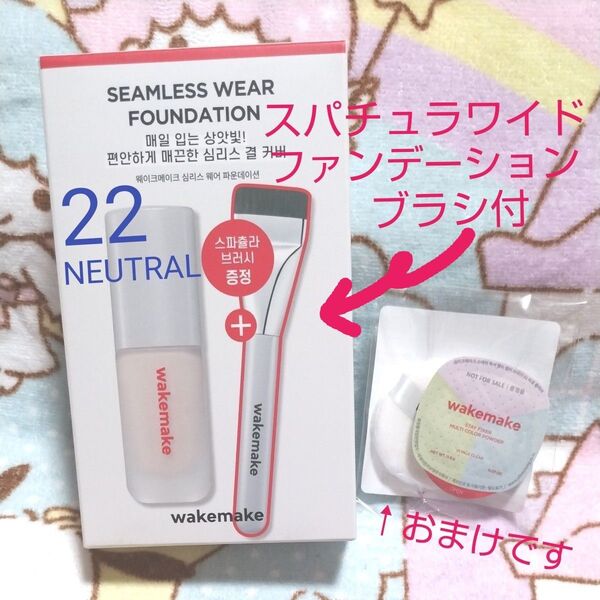 SEAMLESS WEAR
FOUNDATION
매일 입는 상앗빛!
편안하게 매끈한 심리스 결 커버
웨이크메이크 심리스 웨어 파운데이션
スパチュラワイド
ファンデーション
ブラシ付
22
NEUTRAL
스파츌라
브러시
증정
+
wakemake
wakemake
wakemake
NOT FOR SALE | 증정용
wakemake
STAY FIXER
MULTI COLOR POWDER
↑おまけです